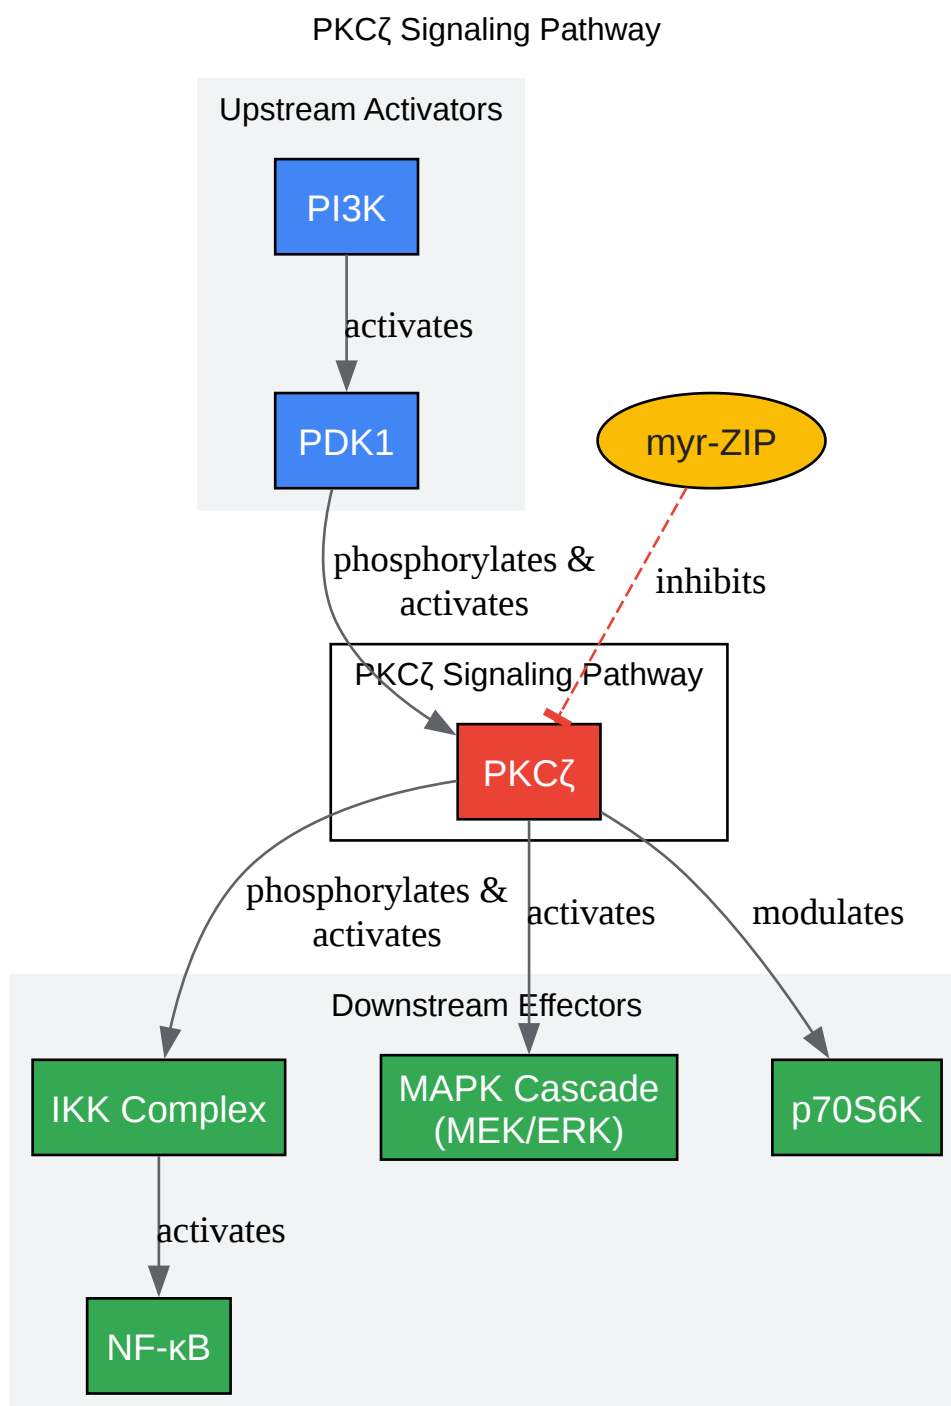 PKCζ Signaling Pathway
Upstream Activators
PI3K
activates
PDK1
myr-ZIP
phosphorylates &
activates
inhibits
PKCζ Signaling Pathway
PKCζ
phosphorylates &
activates
activates
modulates
Downstream Effectors
IKK Complex
MAPK Cascade
(MEK/ERK)
p70S6K
activates
NF-κB